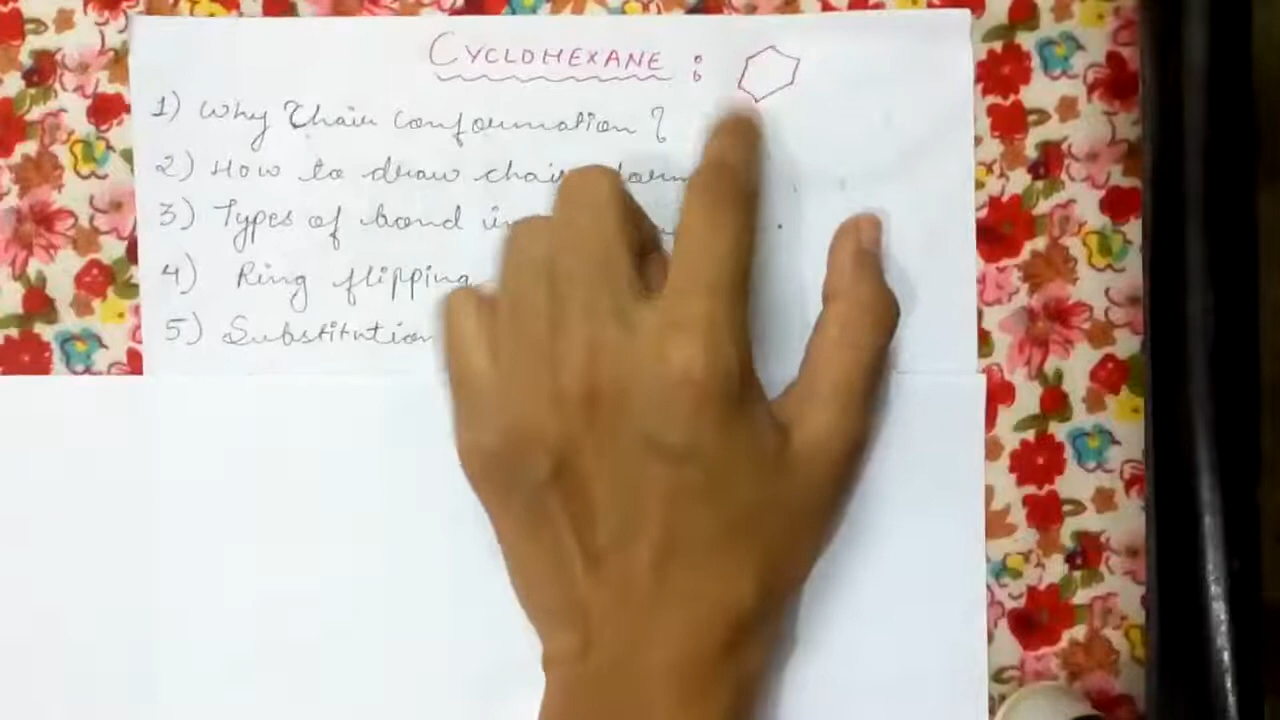 CYCLOHEXANE :
1) Why Chair conformation ?
2) How to draw chair form
3) Types of bond in
4) Ring flipping
5) Substitution